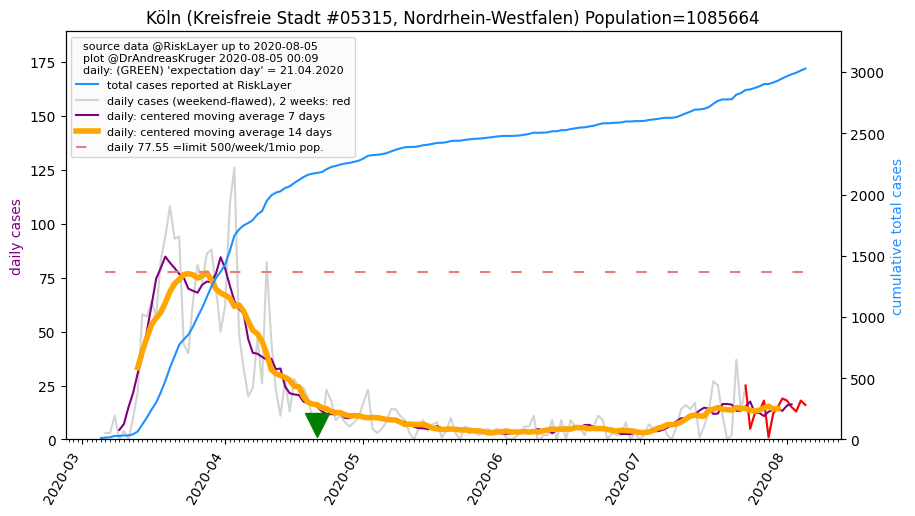 Köln (Kreisfreie Stadt #05315, Nordrhein-Westfalen) Population=1085664
source data @RiskLayer up to 2020-08-05
plot @DrAndreasKruger 2020-08-05 00:09
daily: (GREEN) 'expectation day' = 21.04.2020
total cases reported at RiskLayer
daily cases (weekend-flawed), 2 weeks: red
daily: centered moving average 7 days
daily: centered moving average 14 days
daily 77.55 =limit 500/week/1mio pop.
daily cases
175
150
125
100
75
50
25
0
3000
2500
2000
1500
1000
500
0
cumulative total cases
2020-03
2020-04
2020-05
2020-06
2020-07
2020-08